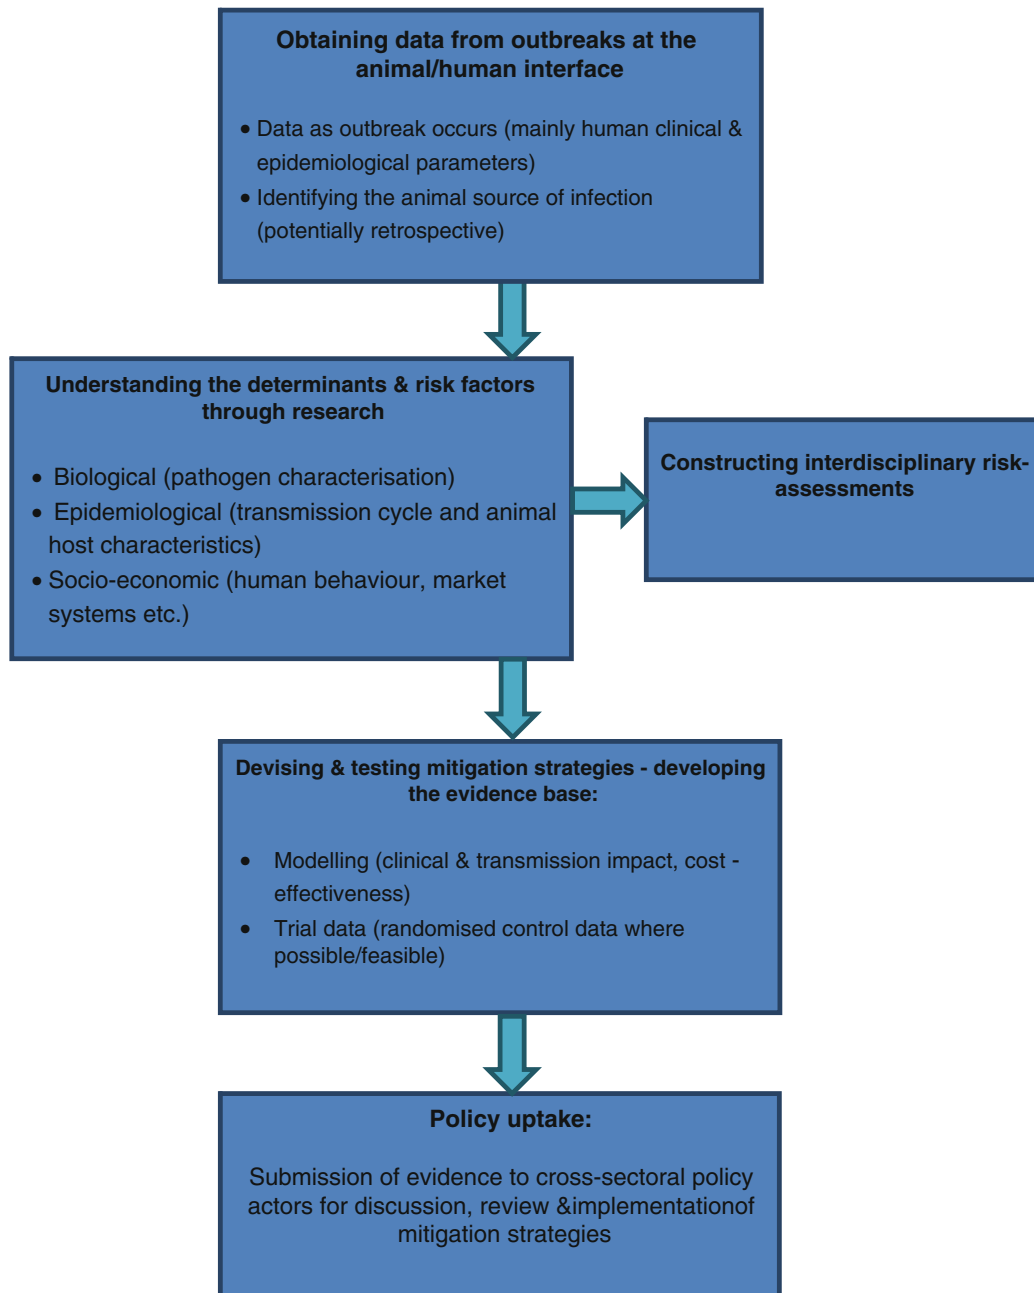 Obtaining data from outbreaks at the
animal/human interface
• Data as outbreak occurs (mainly human clinical &
epidemiological parameters)
• Identifying the animal source of infection
(potentially retrospective)
Understanding the determinants & risk factors
through research
• Biological (pathogen characterisation)
• Epidemiological (transmission cycle and animal
host characteristics)
• Socio-economic (human behaviour, market
systems etc.)
Constructing interdisciplinary risk-
assessments
Devising & testing mitigation strategies - developing
the evidence base:
• Modelling (clinical & transmission impact, cost -
effectiveness)
• Trial data (randomised control data where
possible/feasible)
Policy uptake:
Submission of evidence to cross-sectoral policy
actors for discussion, review &implementationof
mitigation strategies